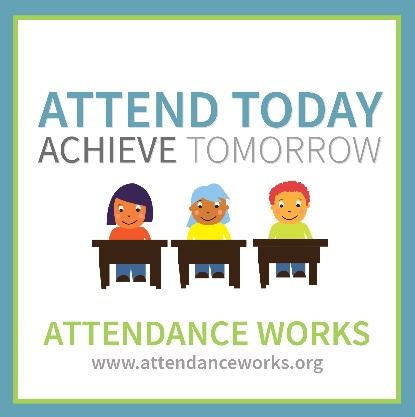 ATTEND TODAY
ACHIEVE TOMORROW
ATTENDANCE WORKS
www.attendanceworks.org